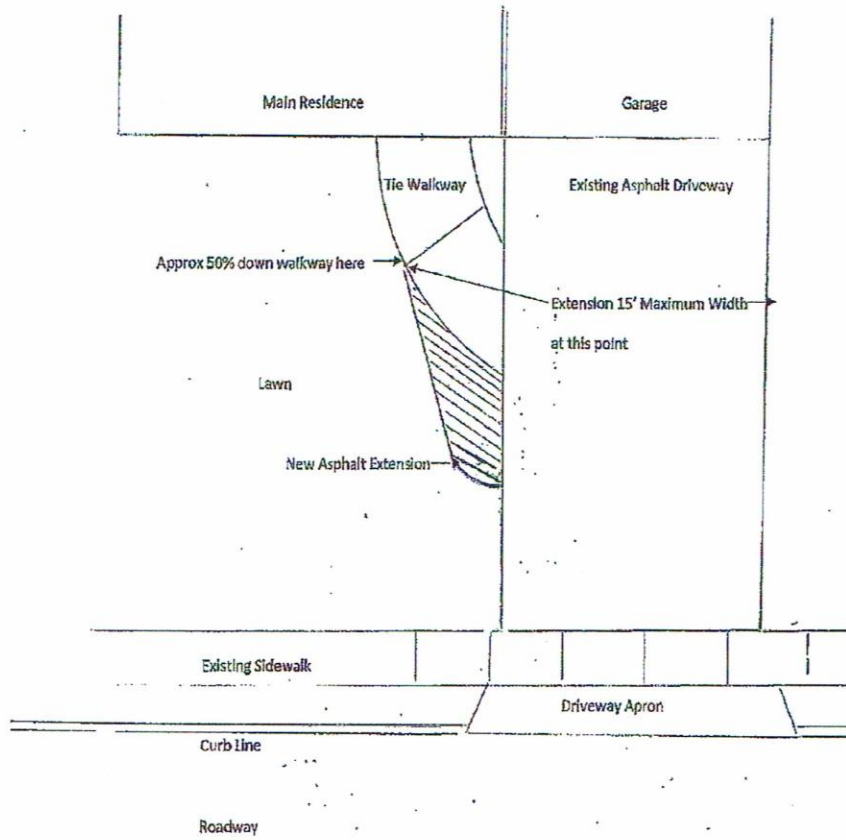 Main Residence
Garage
Tie Walkway
Existing Asphalt Driveway
Approx 50% down walkway here
Extension 15' Maximum Width
at this point
Lawn
New Asphalt Extension
Existing Sidewalk
Driveway Apron
Curb Line
Roadway